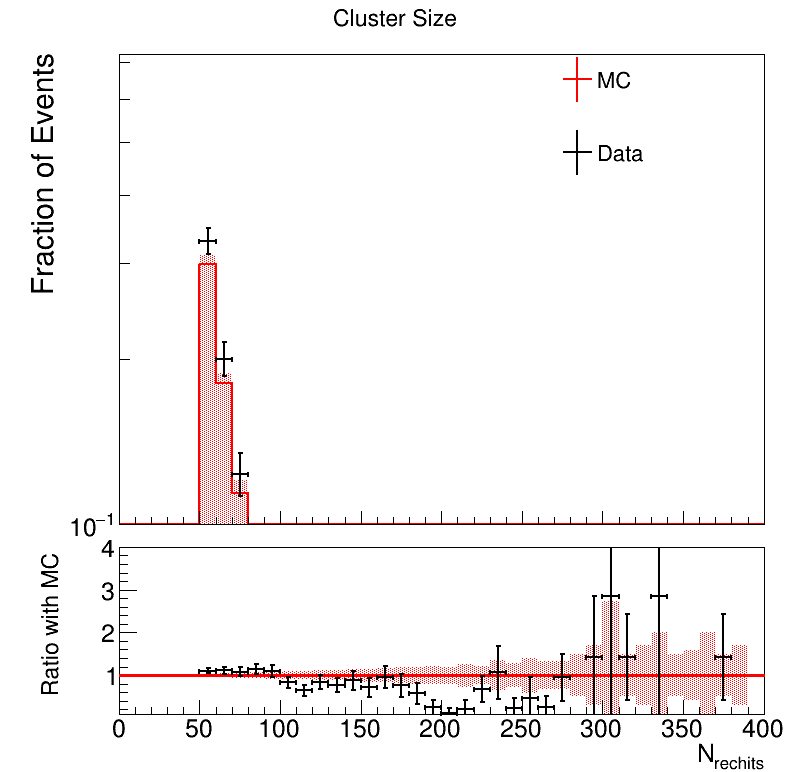 Cluster Size
Fraction of Events
MC
Data
10⁻¹
Ratio with MC
4
3
2
1
0 50 100 150 200 250 300 350 400
N_rechits